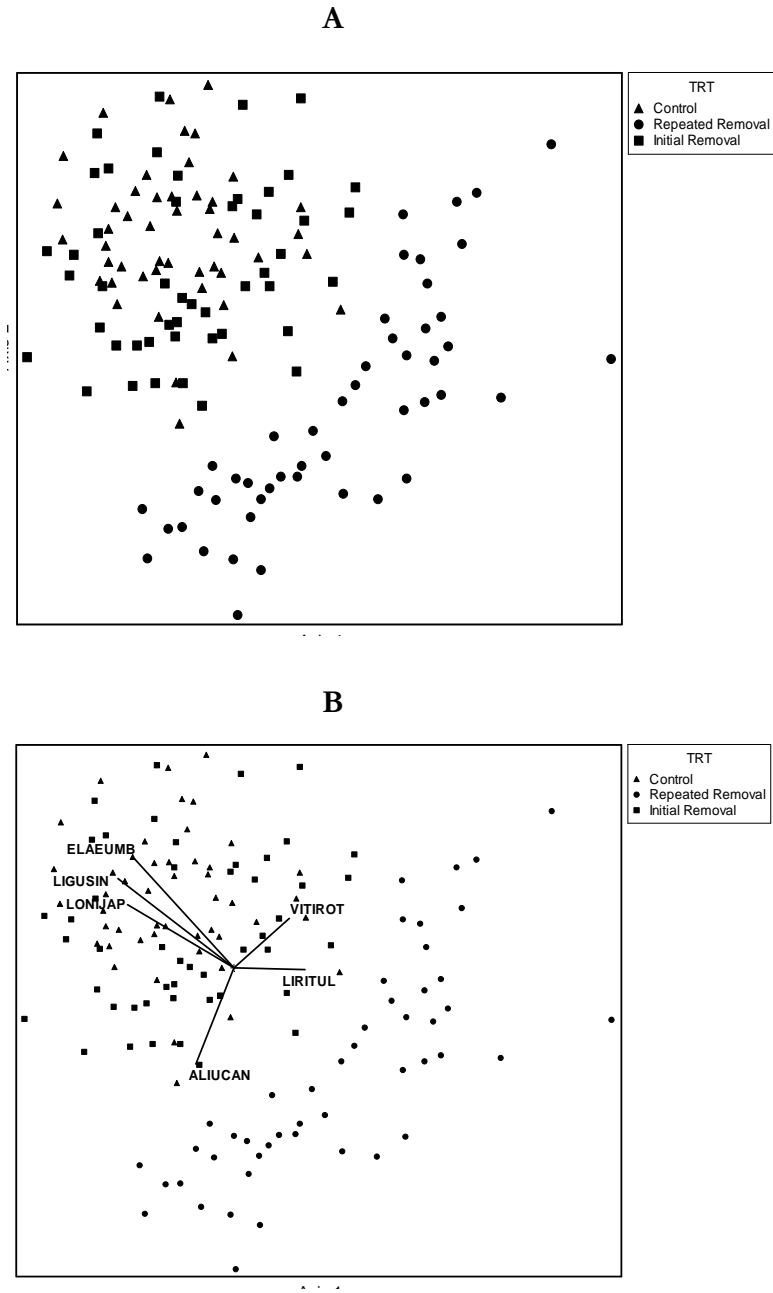 A
TRT
Control
Repeated Removal
Initial Removal
B
TRT
Control
Repeated Removal
Initial Removal
ELAEUMB
LIGUSIN
LONIJAP
VITIROT
LIRITUL
ALIUCAN